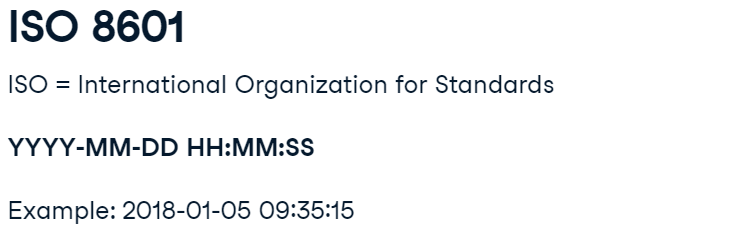 ISO 8601
ISO = International Organization for Standards
YYYY-MM-DD HH:MM:SS
Example: 2018-01-05 09:35:15